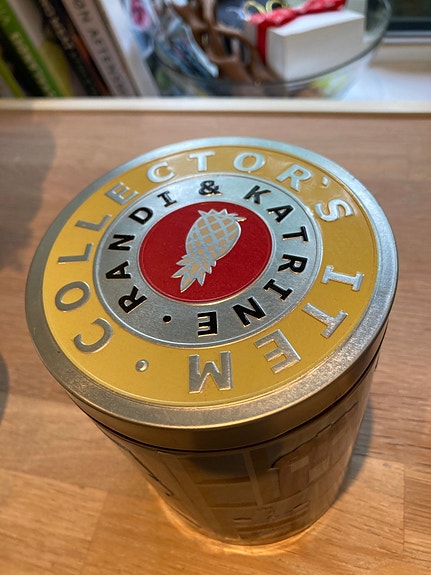 COLLECTOR'S ITEM ·
RANDI & KATRINE ·